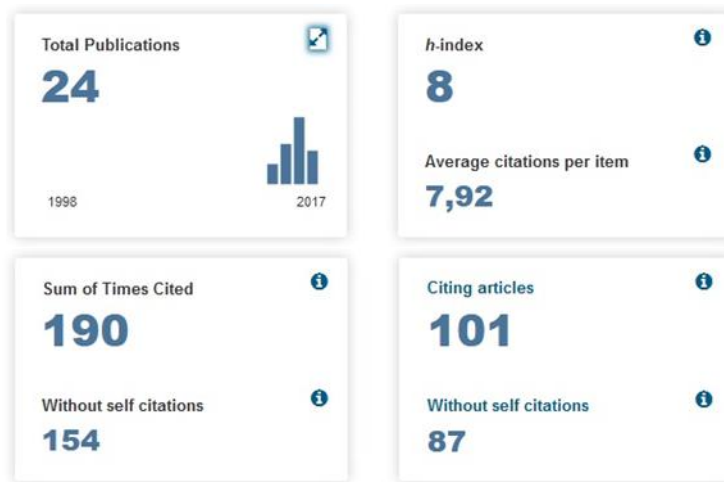 Total Publications
24
1998
2017
h-index
8
Average citations per item
7,92
Sum of Times Cited
190
Without self citations
154
Citing articles
101
Without self citations
87